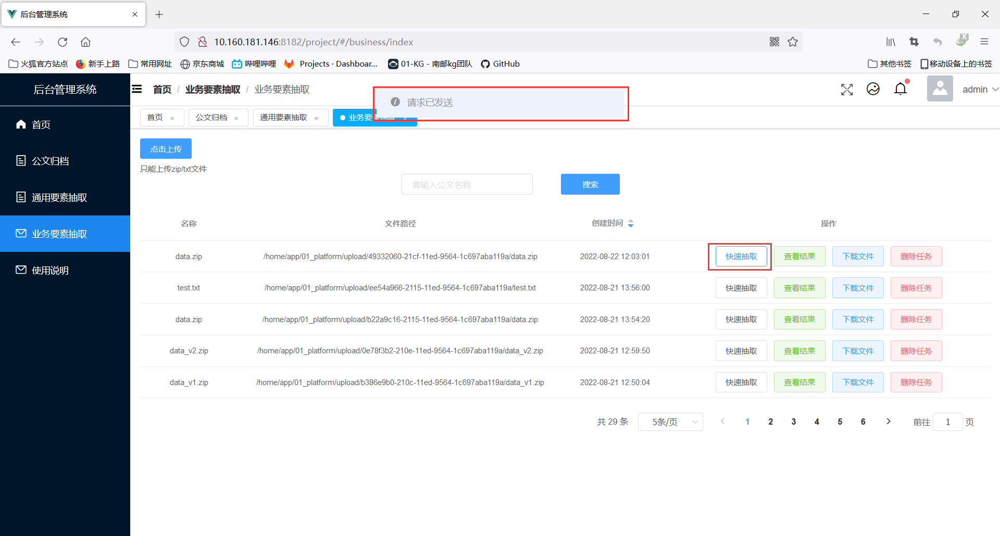 后台管理系统
10.160.181.146:8182/project/#/business/index
火狐官方站点 新手上路 常用网址 京东商城 哔哩哔哩 Projects · Dashboar... 01-KG - 南邮kg团队 GitHub 其他书签 移动设备上的书签
后台管理系统
首页 / 业务要素抽取 / 业务要素抽取
请求已发送
admin
首页 × 公文归档 × 通用要素抽取 × 业务要素抽取 ×
首页
公文归档
通用要素抽取
业务要素抽取
使用说明
点击上传
只能上传zip/txt文件
请输入公文名称 搜索
名称 文件路径 创建时间 操作
data.zip /home/app/01_platform/upload/49332060-21cf-11ed-9564-1c697aba119a/data.zip 2022-08-22 12:03:01 快速抽取 查看结果 下载文件 删除任务
test.txt /home/app/01_platform/upload/ee54a966-2115-11ed-9564-1c697aba119a/test.txt 2022-08-21 13:56:00 快速抽取 查看结果 下载文件 删除任务
data.zip /home/app/01_platform/upload/b22a9c16-2115-11ed-9564-1c697aba119a/data.zip 2022-08-21 13:54:20 快速抽取 查看结果 下载文件 删除任务
data_v2.zip /home/app/01_platform/upload/0e78f3b2-210e-11ed-9564-1c697aba119a/data_v2.zip 2022-08-21 12:59:50 快速抽取 查看结果 下载文件 删除任务
data_v1.zip /home/app/01_platform/upload/b386e9b0-210c-11ed-9564-1c697aba119a/data_v1.zip 2022-08-21 12:50:04 快速抽取 查看结果 下载文件 删除任务
共 29 条 5条/页 1 2 3 4 5 6 前往 1 页